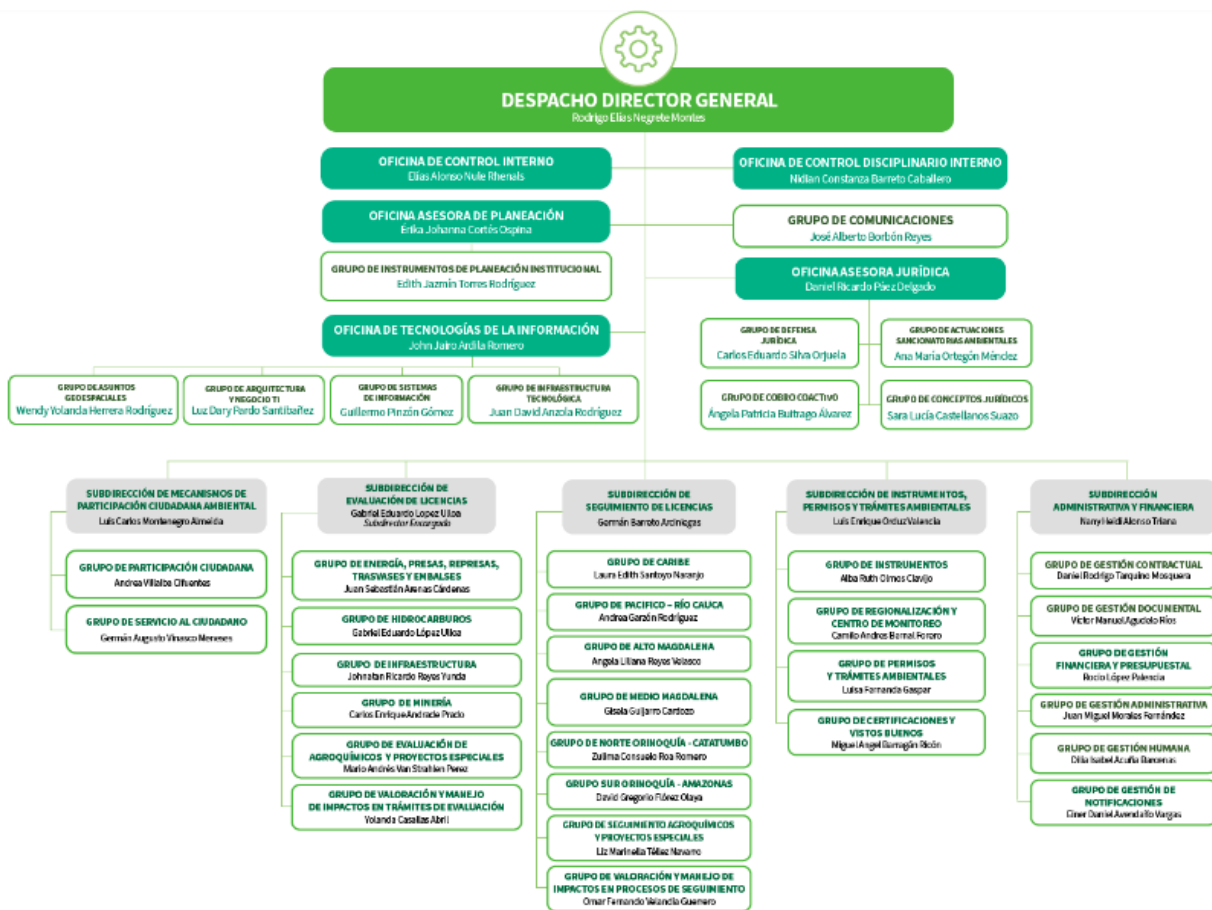 DESPACHO DIRECTOR GENERAL
Rodrigo Elías Negrete Montes
OFICINA DE CONTROL INTERNO
Elías Alonso Nule Rhenals
OFICINA DE CONTROL DISCIPLINARIO INTERNO
Nidian Constanza Barreto Caballero
OFICINA ASESORA DE PLANEACIÓN
Erika Johanna Cortés Ospina
GRUPO DE COMUNICACIONES
José Alberto Borbón Reyes
GRUPO DE INSTRUMENTOS DE PLANEACIÓN INSTITUCIONAL
Edith Jazmín Torres Rodríguez
OFICINA ASESORA JURÍDICA
Daniel Ricardo Páez Delgado
OFICINA DE TECNOLOGÍAS DE LA INFORMACIÓN
John Jairo Ardila Romero
GRUPO DE DEFENSA
JURÍDICA
Carlos Eduardo Silva Orjuela
GRUPO DE ACTUACIONES
SANCIONATORIAS AMBIENTALES
Ana María Ortegón Méndez
GRUPO DE ASUNTOS
GEOESPACIALES
Wendy Yolanda Herrera Rodríguez
GRUPO DE ARQUITECTURA
Y NEGOCIO TI
Luz Dary Pardo Santibañez
GRUPO DE SISTEMAS
DE INFORMACIÓN
Guillermo Pinzón Gómez
GRUPO DE INFRAESTRUCTURA
TECNOLÓGICA
Juan David Anzola Rodríguez
GRUPO DE COBRO COACTIVO
Ángela Patricia Buitrago Álvarez
GRUPO DE CONCEPTOS JURÍDICOS
Sara Lucía Castellanos Suazo
SUBDIRECCIÓN DE MECANISMOS DE
PARTICIPACIÓN CIUDADANA AMBIENTAL
Luis Carlos Montenegro Almeida
GRUPO DE PARTICIPACIÓN CIUDADANA
Andrea Villalba Cifuentes
GRUPO DE SERVICIO AL CIUDADANO
Germán Augusto Vinasco Meneses
SUBDIRECCIÓN DE
EVALUACIÓN DE LICENCIAS
Gabriel Eduardo Lopez Ulloa
Subdirector Encargado
GRUPO DE ENERGÍA, PRESAS, REPRESAS,
TRASVASES Y EMBALSES
Juan Sebastián Arenas Cárdenas
GRUPO DE HIDROCARBUROS
Gabriel Eduardo López Ulloa
GRUPO DE INFRAESTRUCTURA
Johnatan Ricardo Reyes Yunda
GRUPO DE MINERÍA
Carlos Enrique Andrade Prado
GRUPO DE EVALUACIÓN DE
AGROQUÍMICOS Y PROYECTOS ESPECIALES
Mario Andrés Van Strahlen Perez
GRUPO DE VALORACIÓN Y MANEJO
DE IMPACTOS EN TRÁMITES DE EVALUACIÓN
Yolanda Casallas Abril
SUBDIRECCIÓN DE
SEGUIMIENTO DE LICENCIAS
Germán Barreto Arciniegas
GRUPO DE CARIBE
Laura Edith Santoyo Naranjo
GRUPO DE PACIFICO – RÍO CAUCA
Andrea Garzón Rodríguez
GRUPO DE ALTO MAGDALENA
Angela Liliana Reyes Velasco
GRUPO DE MEDIO MAGDALENA
Gisela Guijarro Cardozo
GRUPO DE NORTE ORINOQUÍA - CATATUMBO
Zulima Consuelo Roa Romero
GRUPO SUR ORINOQUÍA - AMAZONAS
David Gregorio Flórez Olaya
GRUPO DE SEGUIMIENTO AGROQUÍMICOS
Y PROYECTOS ESPECIALES
Liz Marinella Téllez Navarro
GRUPO DE VALORACIÓN Y MANEJO DE
IMPACTOS EN PROCESOS DE SEGUIMIENTO
Omar Fernando Velandia Guerrero
SUBDIRECCIÓN DE INSTRUMENTOS,
PERMISOS Y TRÁMITES AMBIENTALES
Luis Enrique Orduz Valencia
GRUPO DE INSTRUMENTOS
Alba Ruth Olmos Clavijo
GRUPO DE REGIONALIZACIÓN Y
CENTRO DE MONITOREO
Camilo Andres Bernal Forero
GRUPO DE PERMISOS
Y TRÁMITES AMBIENTALES
Luisa Fernanda Gaspar
GRUPO DE CERTIFICACIONES Y
VISTOS BUENOS
Miguel Angel Barragán Ricón
SUBDIRECCIÓN
ADMINISTRATIVA Y FINANCIERA
Nany Heidi Alonso Triana
GRUPO DE GESTIÓN CONTRACTUAL
Daniel Rodrigo Tarquino Mosquera
GRUPO DE GESTIÓN DOCUMENTAL
Víctor Manuel Agudelo Ríos
GRUPO DE GESTIÓN
FINANCIERA Y PRESUPUESTAL
Rocio López Palencia
GRUPO DE GESTIÓN ADMINISTRATIVA
Juan Miguel Morales Fernández
GRUPO DE GESTIÓN HUMANA
Dilia Isabel Acuña Barcenas
GRUPO DE GESTIÓN DE
NOTIFICACIONES
Einer Daniel Avendaño Vargas